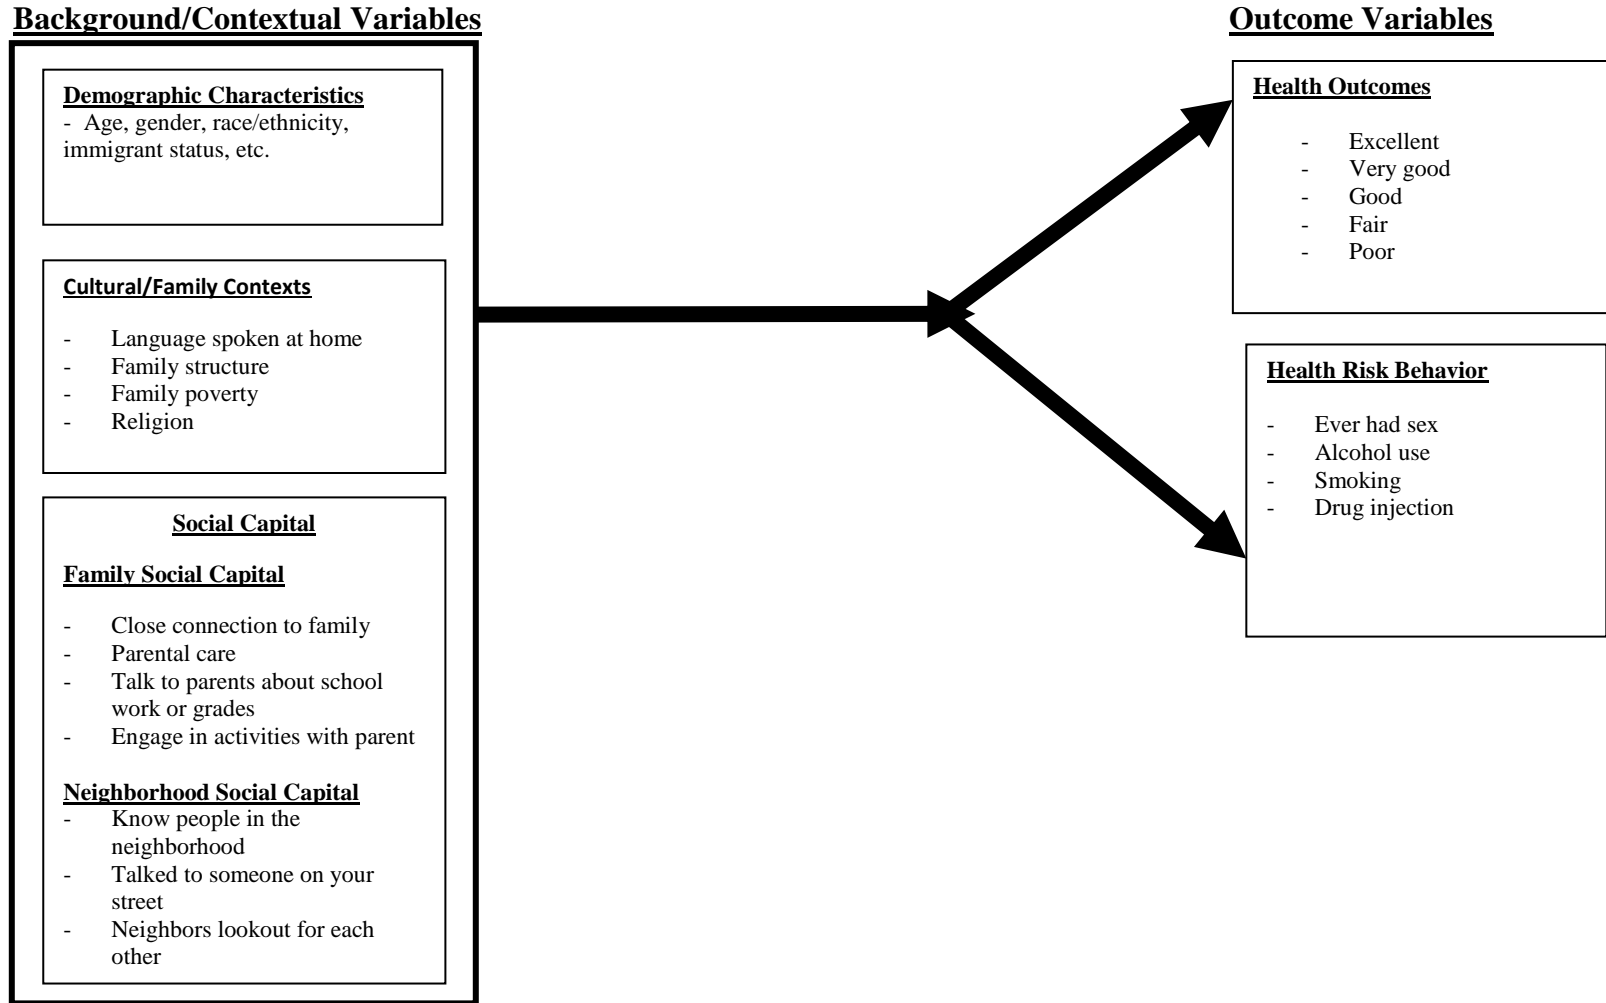 Background/Contextual Variables
Demographic Characteristics
- Age, gender, race/ethnicity,
immigrant status, etc.
Cultural/Family Contexts
- Language spoken at home
- Family structure
- Family poverty
- Religion
Social Capital
Family Social Capital
- Close connection to family
- Parental care
- Talk to parents about school
work or grades
- Engage in activities with parent
Neighborhood Social Capital
- Know people in the
neighborhood
- Talked to someone on your
street
- Neighbors lookout for each
other
Outcome Variables
Health Outcomes
- Excellent
- Very good
- Good
- Fair
- Poor
Health Risk Behavior
- Ever had sex
- Alcohol use
- Smoking
- Drug injection